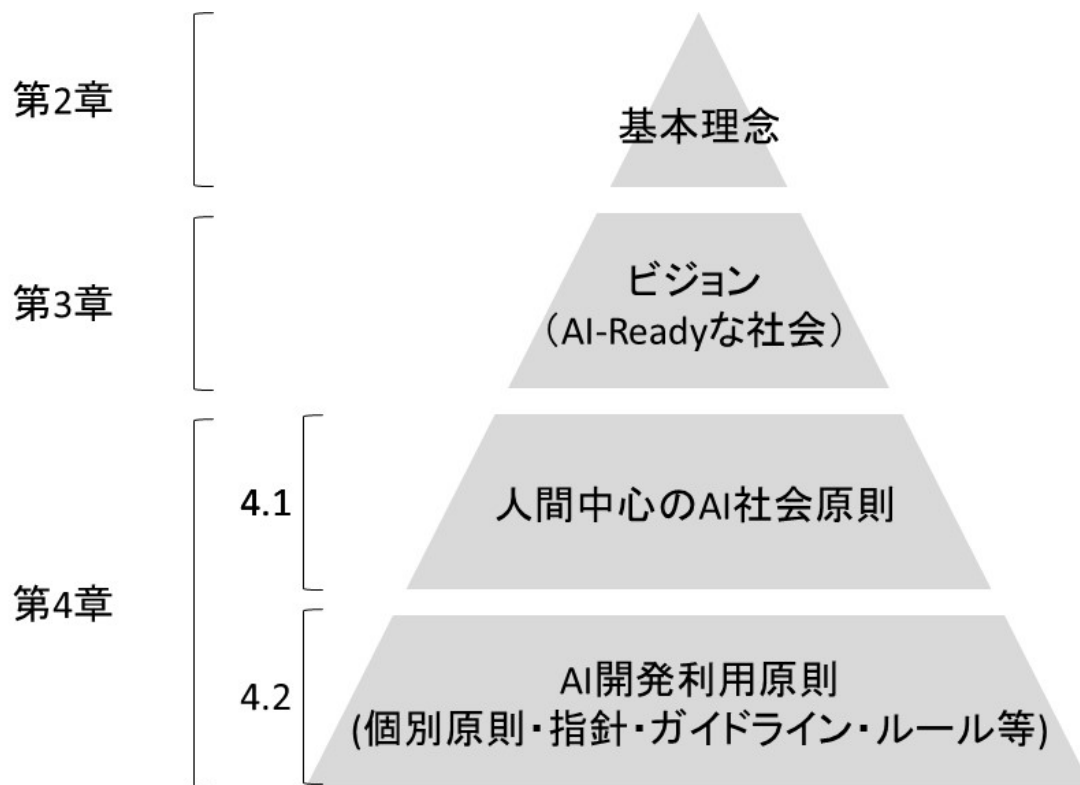 第2章
基本理念
第3章
ビジョン
（AI-Readyな社会）
第4章
4.1
人間中心のAI社会原則
4.2
AI開発利用原則
(個別原則・指針・ガイドライン・ルール等)